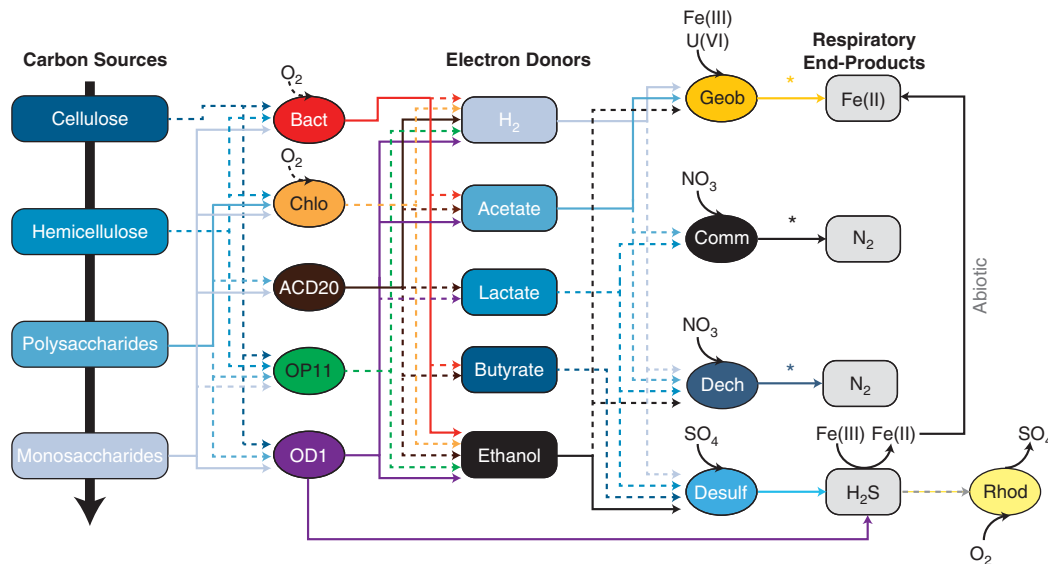 Carbon Sources
Cellulose
Hemicellulose
Polysaccharides
Monosaccharides
O2
Bact
O2
Chlo
ACD20
OP11
OD1
Electron Donors
H2
Acetate
Lactate
Butyrate
Ethanol
Fe(III)
U(VI)
Geob
NO3
Comm
NO3
Dech
SO4
Desulf
Respiratory
End-Products
*
Fe(II)
*
N2
*
N2
Fe(III) Fe(II)
H2S
Abiotic
SO4
Rhod
O2